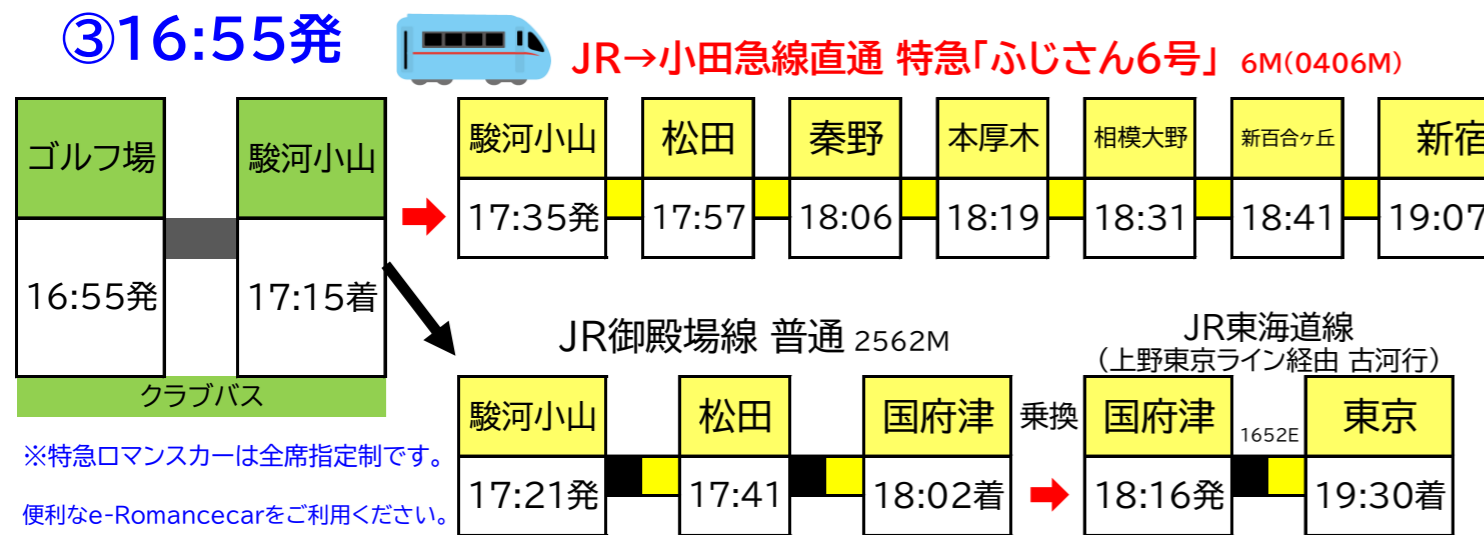 ③16:55発
JR→小田急線直通 特急「ふじさん6号」 6M(0406M)
ゴルフ場 駿河小山
16:55発 17:15着
クラブバス
駿河小山 松田 秦野 本厚木 相模大野 新百合ヶ丘 新宿
17:35発 17:57 18:06 18:19 18:31 18:41 19:07
JR御殿場線 普通 2562M
JR東海道線
(上野東京ライン経由 古河行)
駿河小山 松田 国府津 乗換 国府津 1652E 東京
17:21発 17:41 18:02着 18:16発 19:30着
※特急ロマンスカーは全席指定制です。
便利なe-Romancecarをご利用ください。